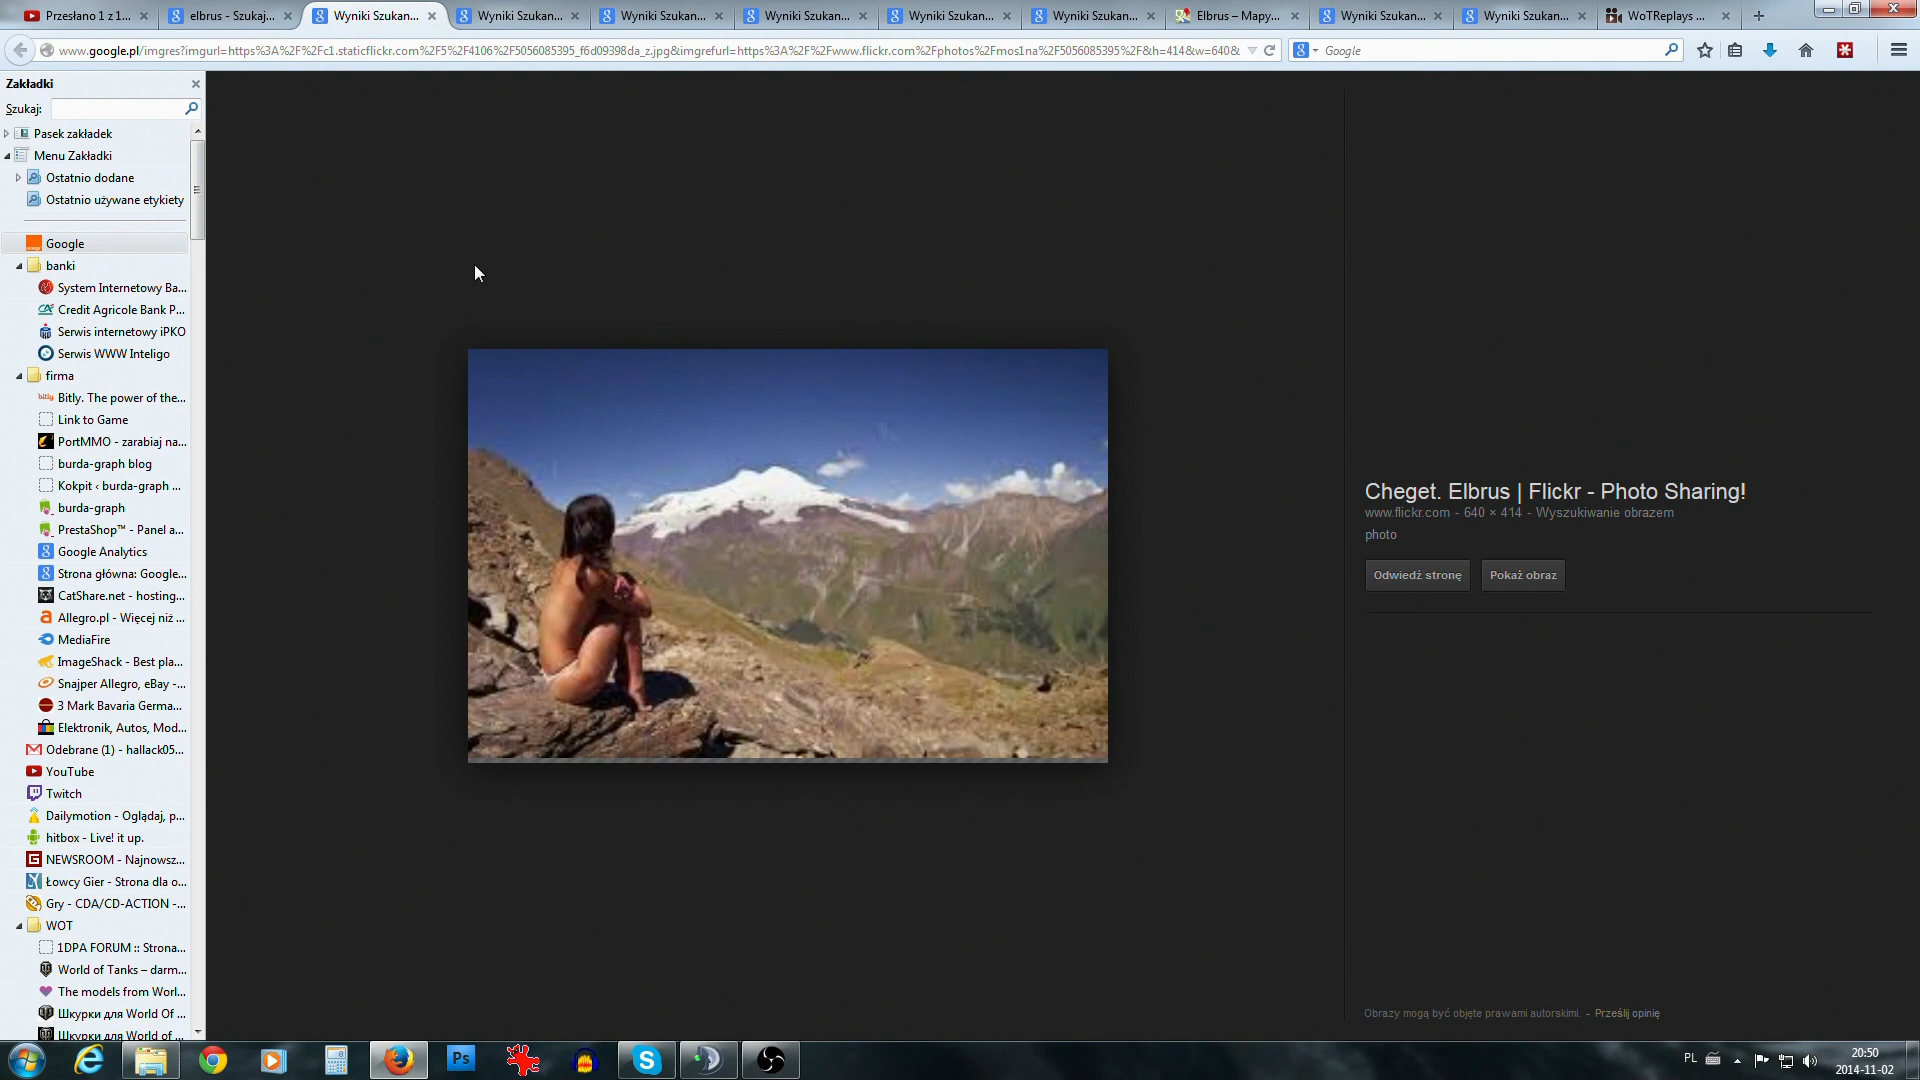 Przesłano 1 z 1...
elbrus - Szukaj...
Wyniki Szukan...
Wyniki Szukan...
Wyniki Szukan...
Wyniki Szukan...
Wyniki Szukan...
Wyniki Szukan...
Elbrus – Mapy...
Wyniki Szukan...
Wyniki Szukan...
WoTReplays ...
www.google.pl/imgres?imgurl=https%3A%2F%2Fc1.staticflickr.com%2F5%2F4106%2F5056085395_f6d09398da_z.jpg&imgrefurl=https%3A%2F%2Fwww.flickr.com%2Fphotos%2Fmos1na%2F5056085395%2F&h=414&w=640&
Google
Zakładki
Szukaj:
Pasek zakładek
Menu Zakładki
Ostatnio dodane
Ostatnio używane etykiety
Google
banki
System Internetowy Ba...
Credit Agricole Bank P...
Serwis internetowy iPKO
Serwis WWW Inteligo
firma
Bitly. The power of the...
Link to Game
PortMMO - zarabiaj na...
burda-graph blog
Kokpit ‹ burda-graph ...
burda-graph
PrestaShop™ - Panel a...
Google Analytics
Strona główna: Google...
CatShare.net - hosting...
Allegro.pl - Więcej niż ...
MediaFire
ImageShack - Best pla...
Snajper Allegro, eBay -...
3 Mark Bavaria Germa...
Elektronik, Autos, Mod...
Odebrane (1) - hallack05...
YouTube
Twitch
Dailymotion - Oglądaj, p...
hitbox - Live! it up.
NEWSROOM - Najnowsz...
Łowcy Gier - Strona dla o...
Gry - CDA/CD-ACTION -...
WOT
1DPA FORUM :: Strona...
World of Tanks – darm...
The models from Worl...
Шкурки для World Of ...
Шкурки для World of ...
Cheget. Elbrus | Flickr - Photo Sharing!
www.flickr.com - 640 × 414 - Wyszukiwanie obrazem
photo
Odwiedź stronę
Pokaż obraz
Obrazy mogą być objęte prawami autorskimi. - Prześlij opinię
Ps
PL
20:50
2014-11-02